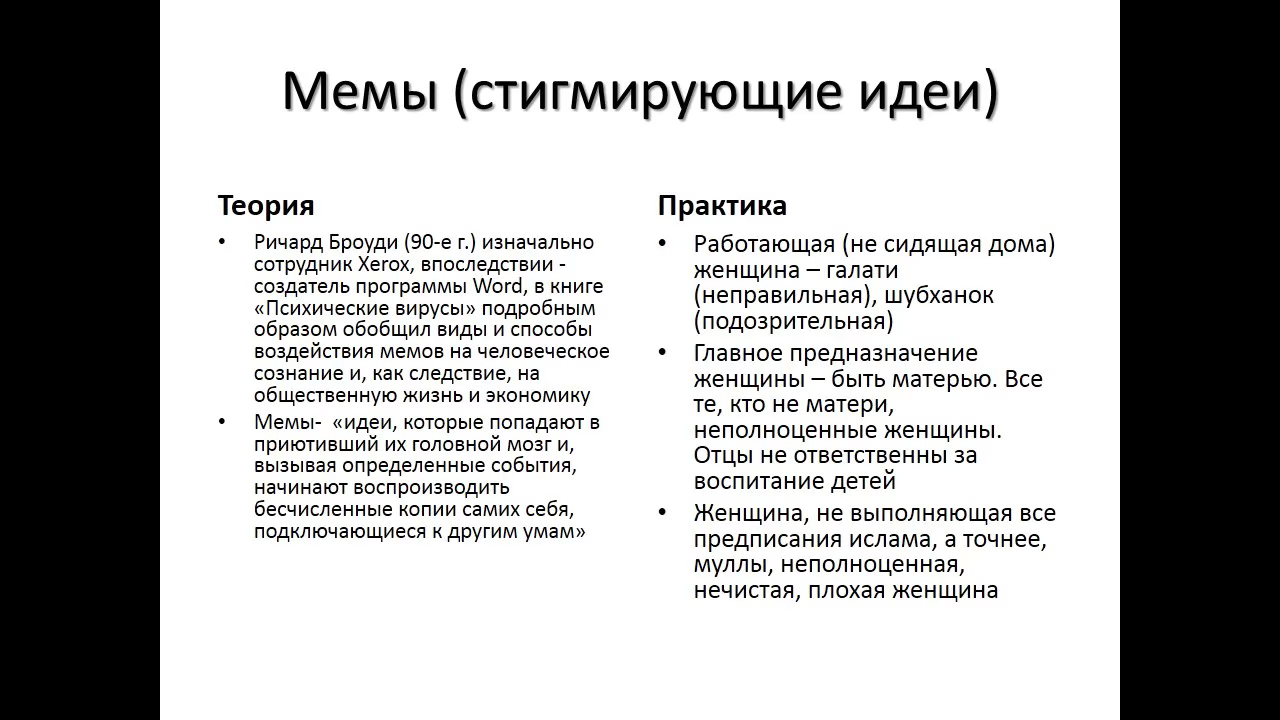 Мемы (стигмирующие идеи)
Теория
• Ричард Броуди (90-е г.) изначально
сотрудник Xerox, впоследствии -
создатель программы Word, в книге
«Психические вирусы» подробным
образом обобщил виды и способы
воздействия мемов на человеческое
сознание и, как следствие, на
общественную жизнь и экономику
• Мемы- «идеи, которые попадают в
приютивший их головной мозг и,
вызывая определенные события,
начинают воспроизводить
бесчисленные копии самих себя,
подключающиеся к другим умам»
Практика
• Работающая (не сидящая дома)
женщина – галати
(неправильная), шубханок
(подозрительная)
• Главное предназначение
женщины – быть матерью. Все
те, кто не матери,
неполноценные женщины.
Отцы не ответственны за
воспитание детей
• Женщина, не выполняющая все
предписания ислама, а точнее,
муллы, неполноценная,
нечистая, плохая женщина